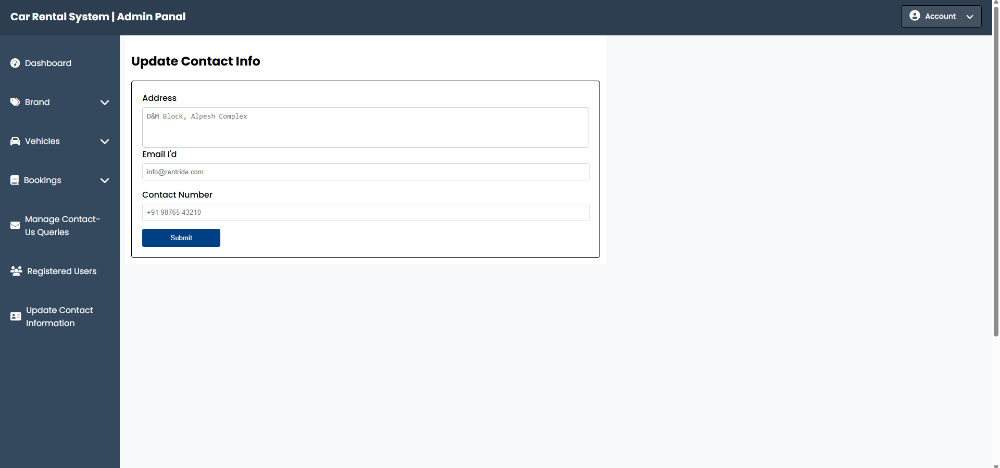 Car Rental System | Admin Panal
Account
Dashboard
Brand
Vehicles
Bookings
Manage Contact-
Us Queries
Registered Users
Update Contact
Information
Update Contact Info
Address
D&M Block, Alpesh Complex
Email I'd
info@rentride.com
Contact Number
+91 98765 43210
Submit